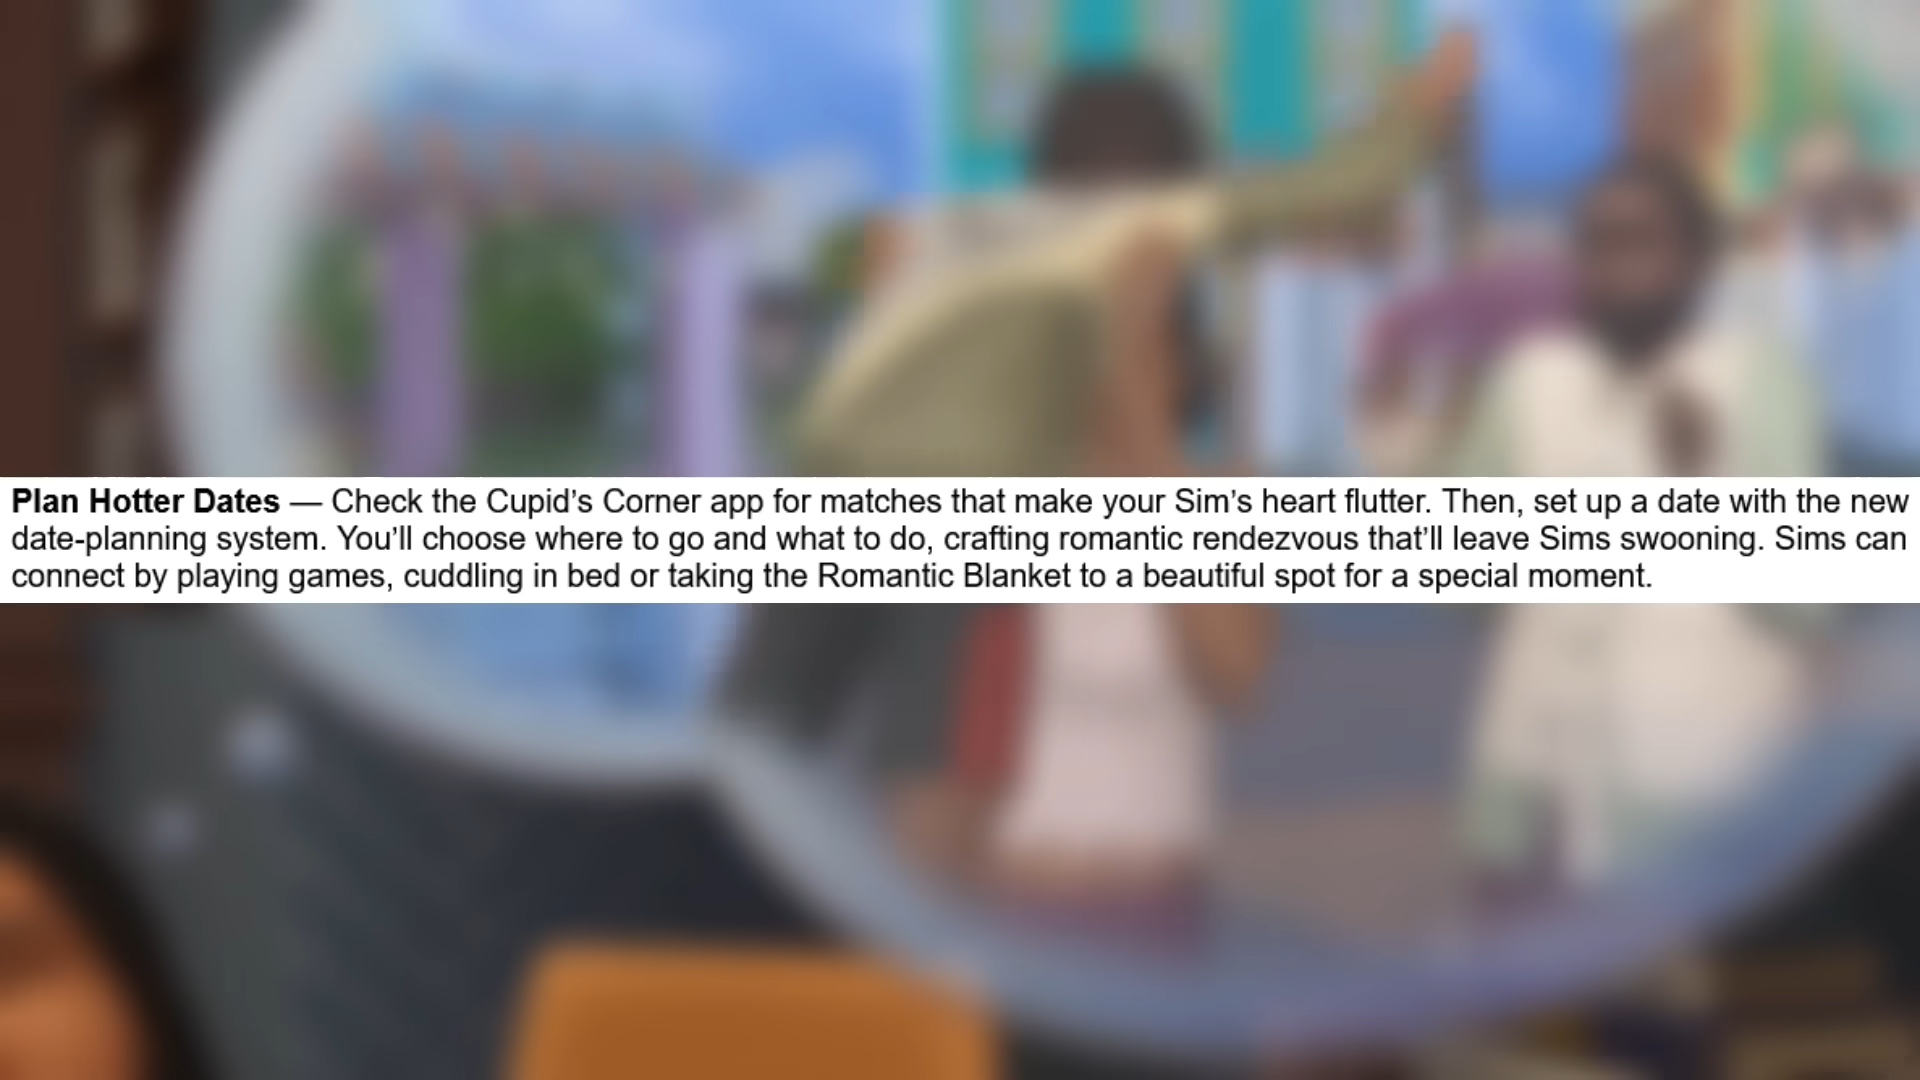 Plan Hotter Dates — Check the Cupid’s Corner app for matches that make your Sim’s heart flutter. Then, set up a date with the new
date-planning system. You’ll choose where to go and what to do, crafting romantic rendezvous that’ll leave Sims swooning. Sims can
connect by playing games, cuddling in bed or taking the Romantic Blanket to a beautiful spot for a special moment.